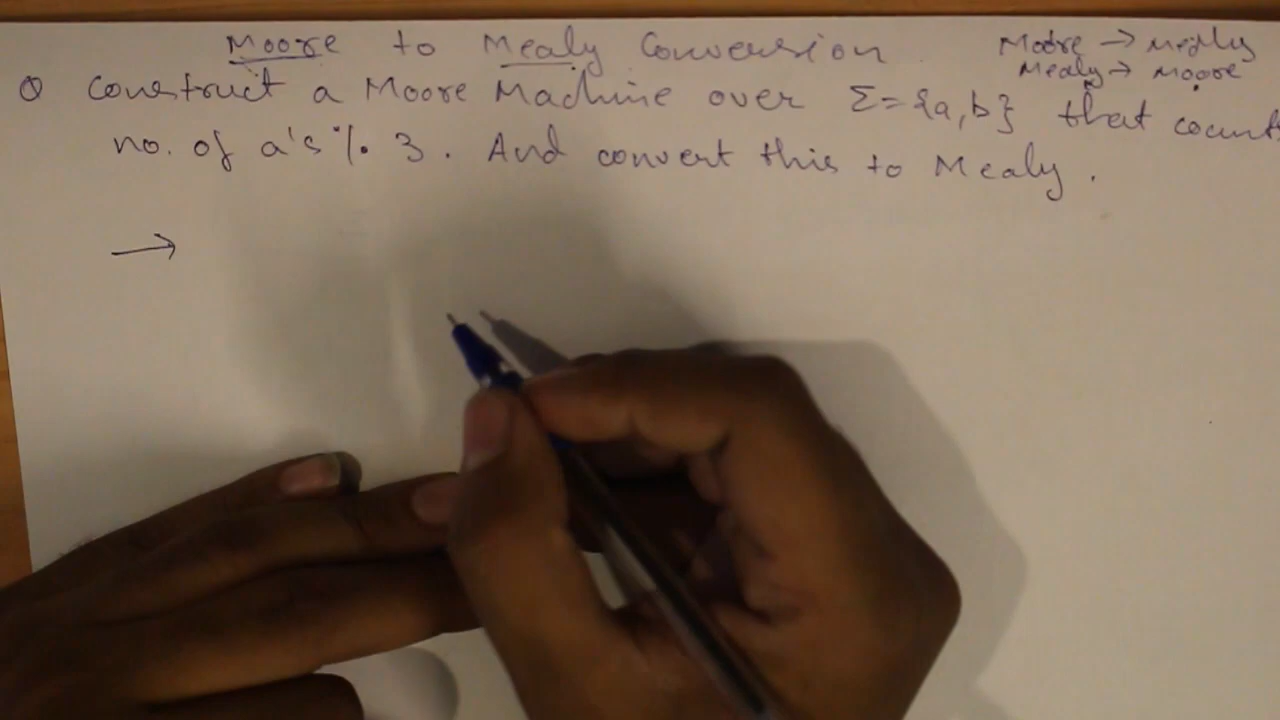 Moore to Mealy Conversion
Moore → Mealy
Mealy → Moore
Q Construct a Moore Machine over Σ={a,b} that counts
no. of a's % 3. And convert this to Mealy.
→